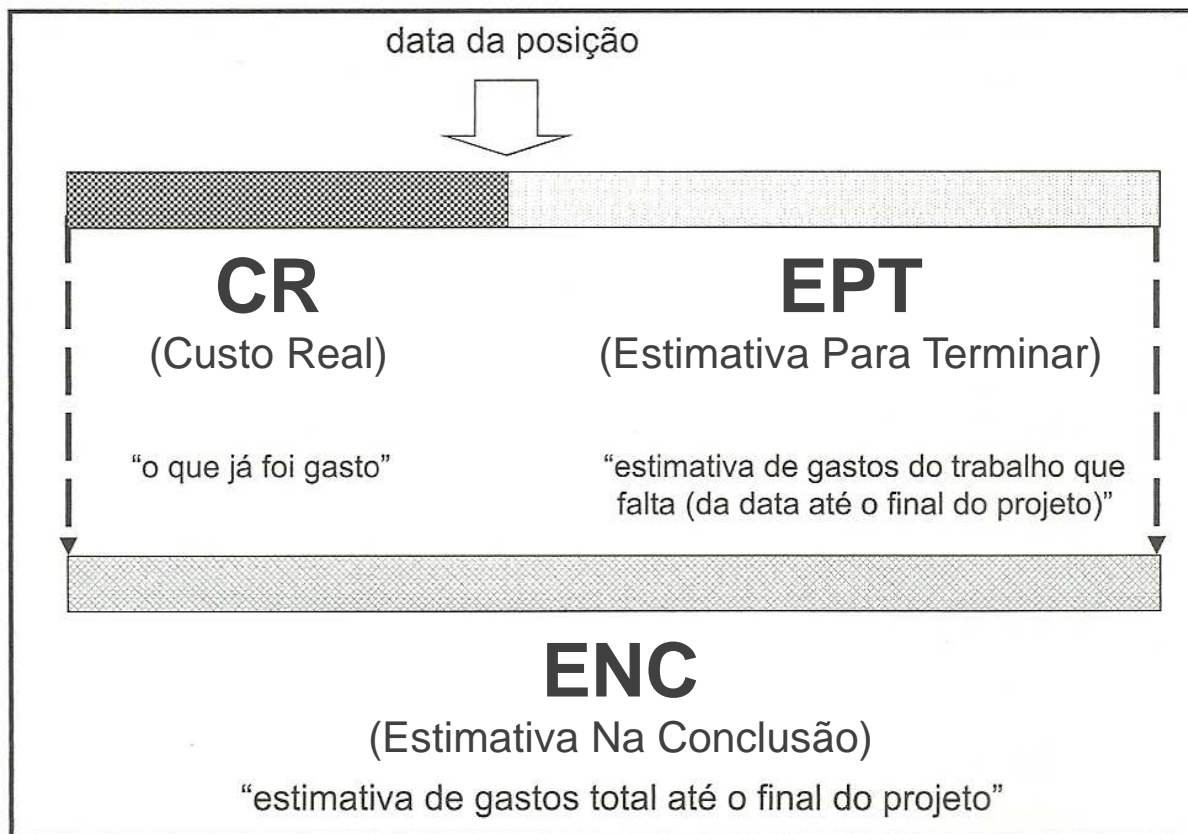 data da posição
CR
(Custo Real)
“o que já foi gasto”
EPT
(Estimativa Para Terminar)
“estimativa de gastos do trabalho que
falta (da data até o final do projeto)”
ENC
(Estimativa Na Conclusão)
“estimativa de gastos total até o final do projeto”